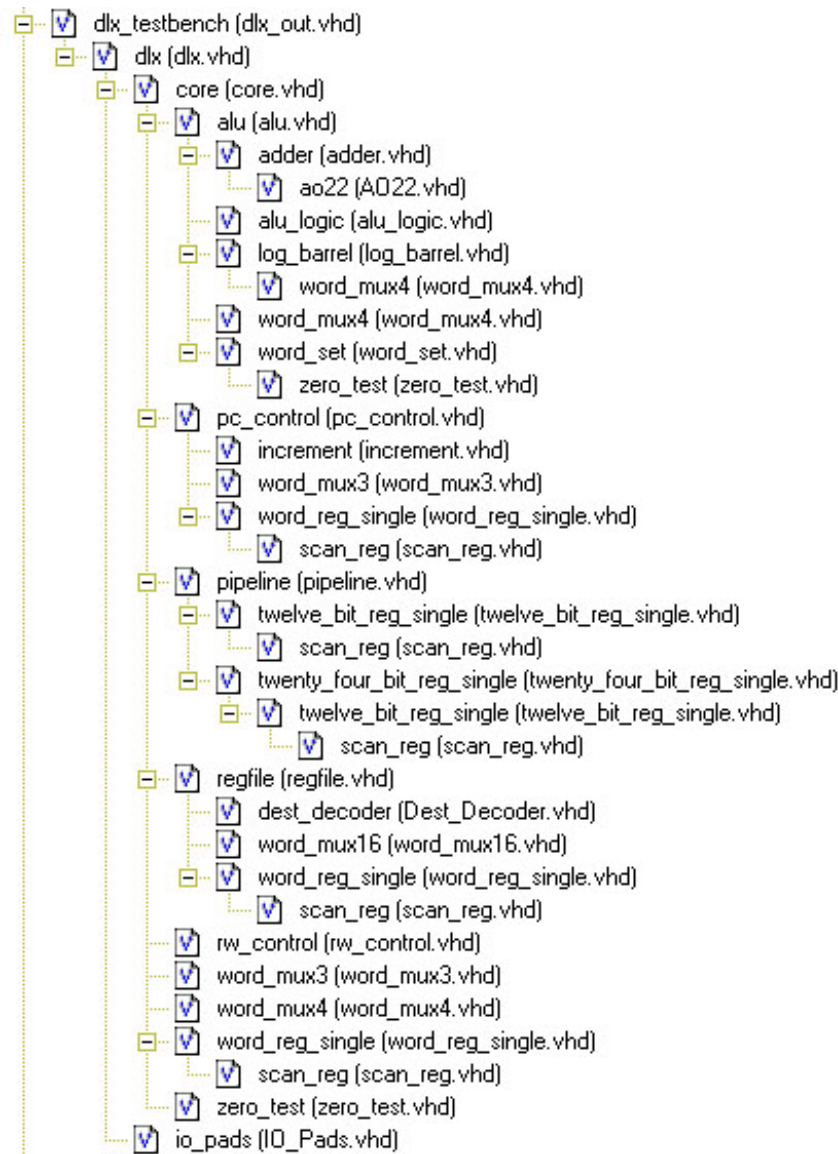 dlx_testbench (dlx_out.vhd)
dlx (dlx.vhd)
core (core.vhd)
alu (alu.vhd)
adder (adder.vhd)
ao22 (AO22.vhd)
alu_logic (alu_logic.vhd)
log_barrel (log_barrel.vhd)
word_mux4 (word_mux4.vhd)
word_mux4 (word_mux4.vhd)
word_set (word_set.vhd)
zero_test (zero_test.vhd)
pc_control (pc_control.vhd)
increment (increment.vhd)
word_mux3 (word_mux3.vhd)
word_reg_single (word_reg_single.vhd)
scan_reg (scan_reg.vhd)
pipeline (pipeline.vhd)
twelve_bit_reg_single (twelve_bit_reg_single.vhd)
scan_reg (scan_reg.vhd)
twenty_four_bit_reg_single (twenty_four_bit_reg_single.vhd)
twelve_bit_reg_single (twelve_bit_reg_single.vhd)
scan_reg (scan_reg.vhd)
regfile (regfile.vhd)
dest_decoder (Dest_Decoder.vhd)
word_mux16 (word_mux16.vhd)
word_reg_single (word_reg_single.vhd)
scan_reg (scan_reg.vhd)
rw_control (rw_control.vhd)
word_mux3 (word_mux3.vhd)
word_mux4 (word_mux4.vhd)
word_reg_single (word_reg_single.vhd)
scan_reg (scan_reg.vhd)
zero_test (zero_test.vhd)
io_pads (IO_Pads.vhd)